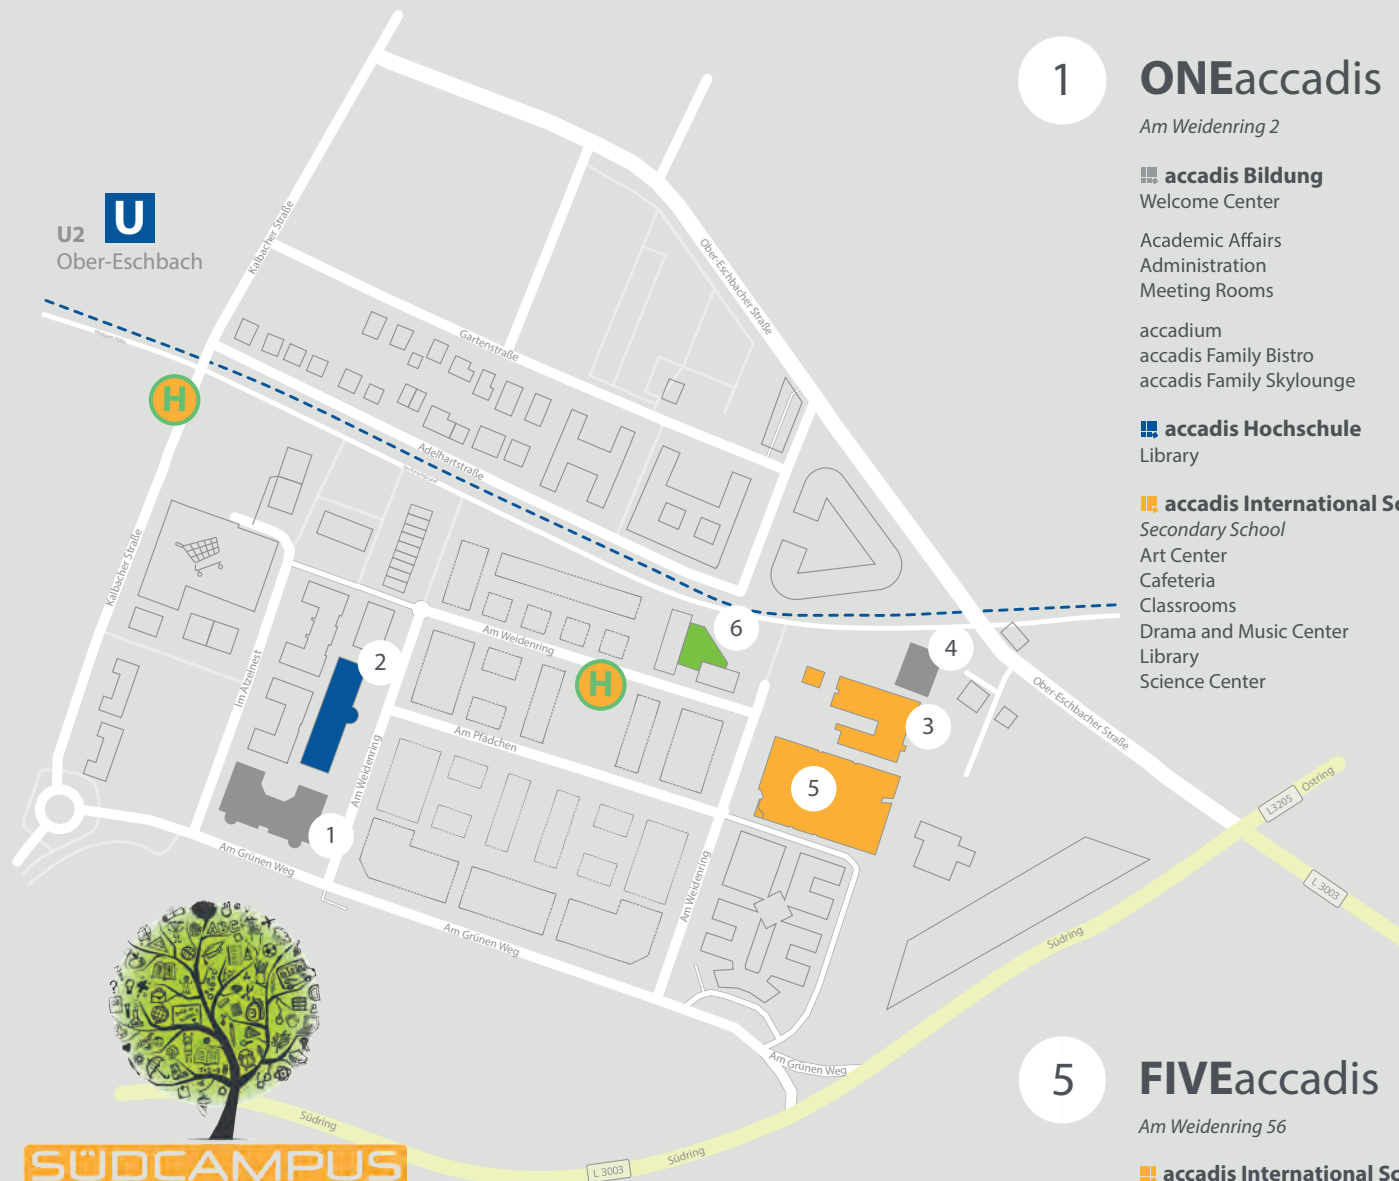 1
ONEaccadis
Am Weidenring 2
accadis Bildung
Welcome Center
Academic Affairs
Administration
Meeting Rooms
accadium
accadis Family Bistro
accadis Family Skylounge
accadis Hochschule
Library
accadis International Sc
Secondary School
Art Center
Cafeteria
Classrooms
Drama and Music Center
Library
Science Center
U2 U
Ober-Eschbach
Kalbacher Straße
Ober-Eschbacher Straße
Gartenstraße
H
Adelhartstraße
Kalbacher Straße
Im Atzelnest
2
Am Weidenring
H
6
4
3
5
Am Pfädchen
Am Weidenring
1
Am Grünen Weg
Am Weidenring
Am Grünen Weg
Am Grünen Weg
Ober-Eschbacher Straße
L3205
Ostring
L 3003
Südring
Südring
L 3003
Südring
ABC
SÜDCAMPUS
5
FIVEaccadis
Am Weidenring 56
accadis International Sc